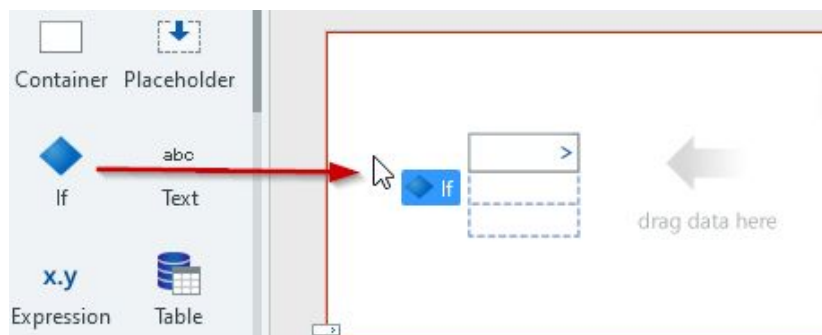 Container Placeholder
abc
If Text
If
>
drag data here
x.y
Expression Table